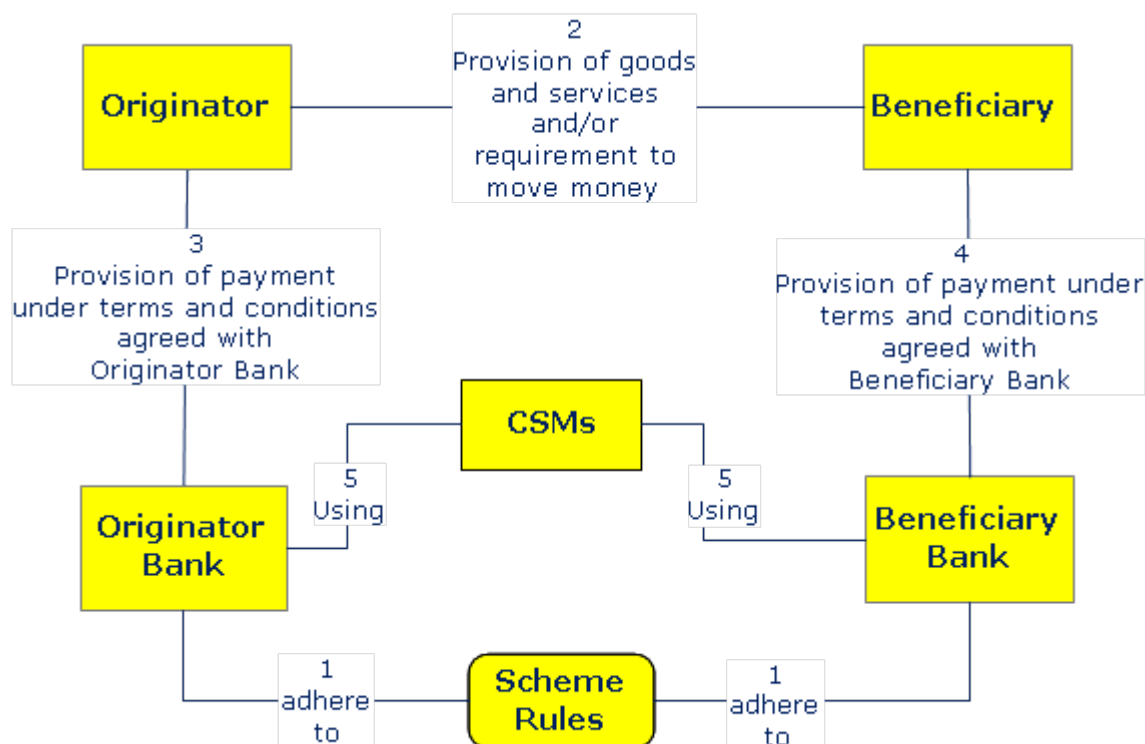 Originator
2
Provision of goods
and services
and/or
requirement to
move money
Beneficiary
3
Provision of payment
under terms and conditions
agreed with
Originator Bank
4
Provision of payment under
terms and conditions
agreed with
Beneficiary Bank
CSMs
5
Using
5
Using
Originator
Bank
Beneficiary
Bank
1
adhere
to
Scheme
Rules
1
adhere
to